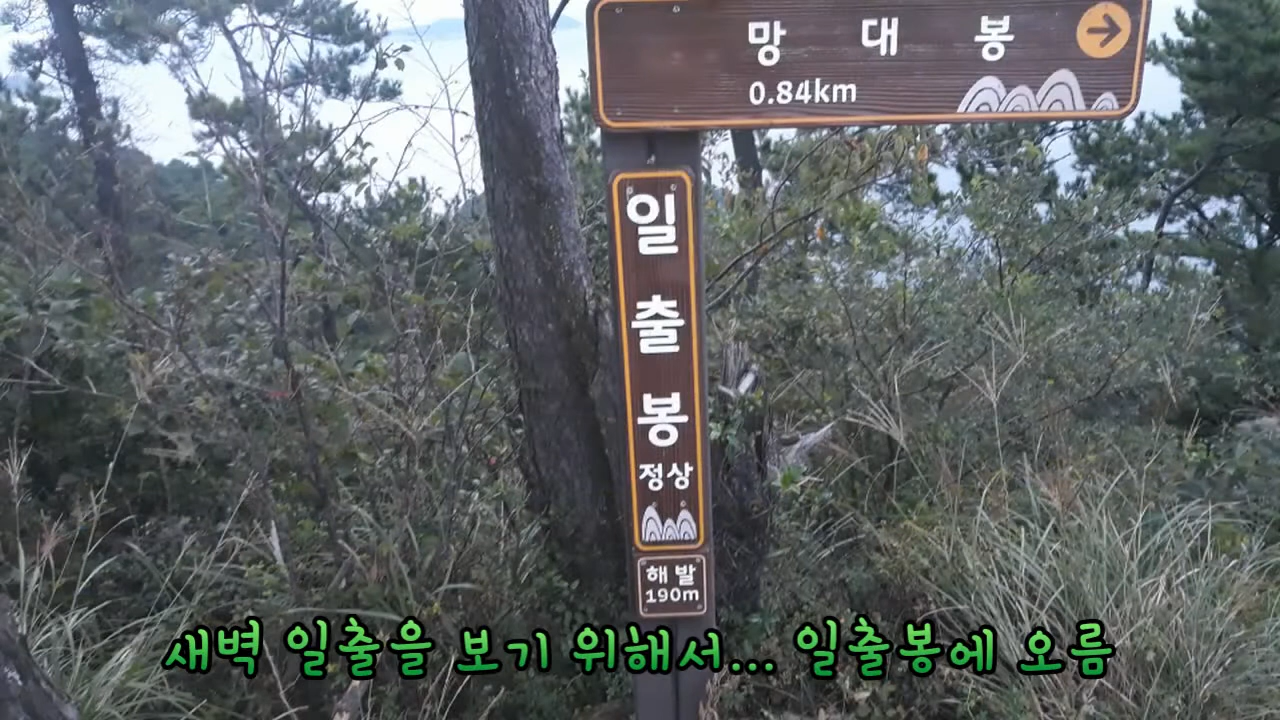 망대봉
0.84km
일출봉
정상
해발
190m
새벽 일출을 보기 위해서... 일출봉에 오름